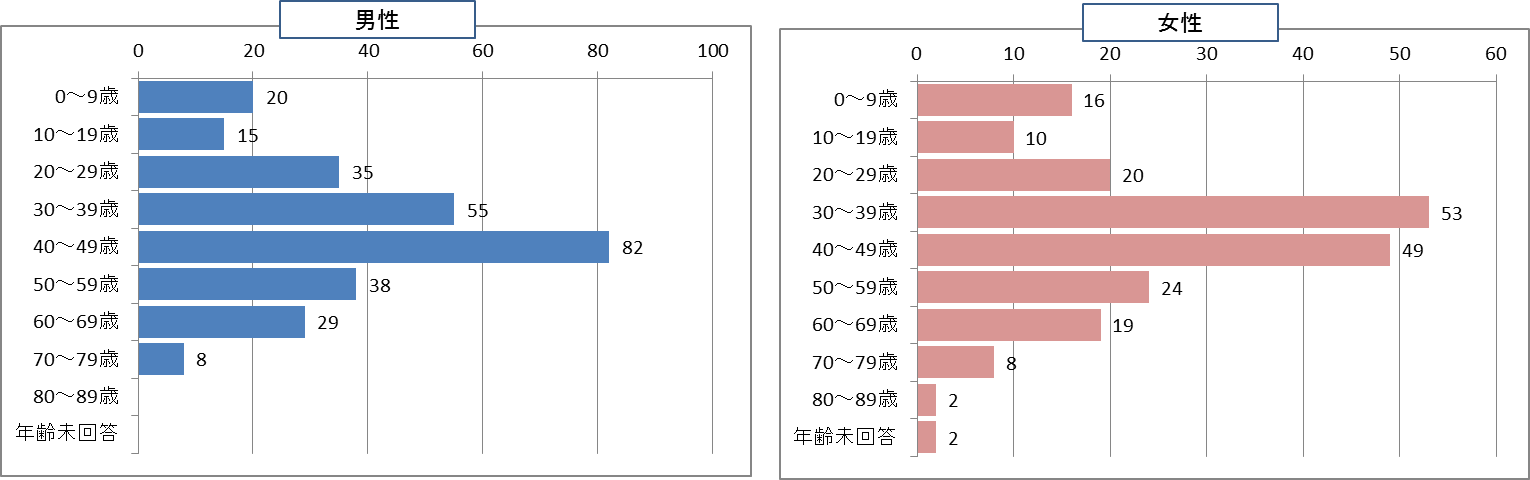 男性
0 20 40 60 80 100
0～9歳 20
10～19歳 15
20～29歳 35
30～39歳 55
40～49歳 82
50～59歳 38
60～69歳 29
70～79歳 8
80～89歳
年齢未回答
女性
0 10 20 30 40 50 60
0～9歳 16
10～19歳 10
20～29歳 20
30～39歳 53
40～49歳 49
50～59歳 24
60～69歳 19
70～79歳 8
80～89歳 2
年齢未回答 2